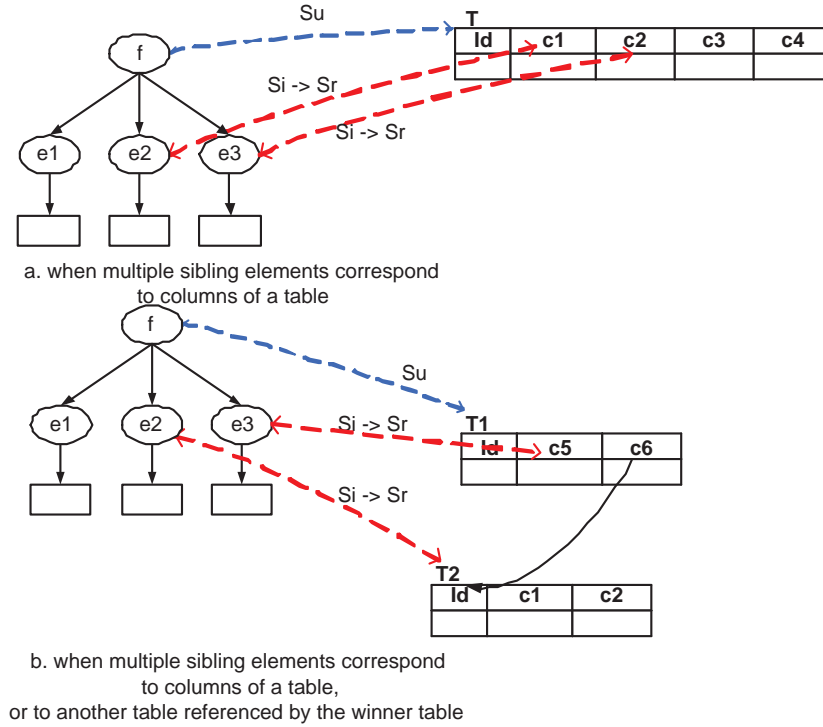 Su
T
Id c1 c2 c3 c4
f
Si -> Sr
Si -> Sr
e1 e2 e3
a. when multiple sibling elements correspond
to columns of a table
f
Su
T1
Id c5 c6
e1 e2 e3
Si -> Sr
Si -> Sr
T2
Id c1 c2
b. when multiple sibling elements correspond
to columns of a table,
or to another table referenced by the winner table